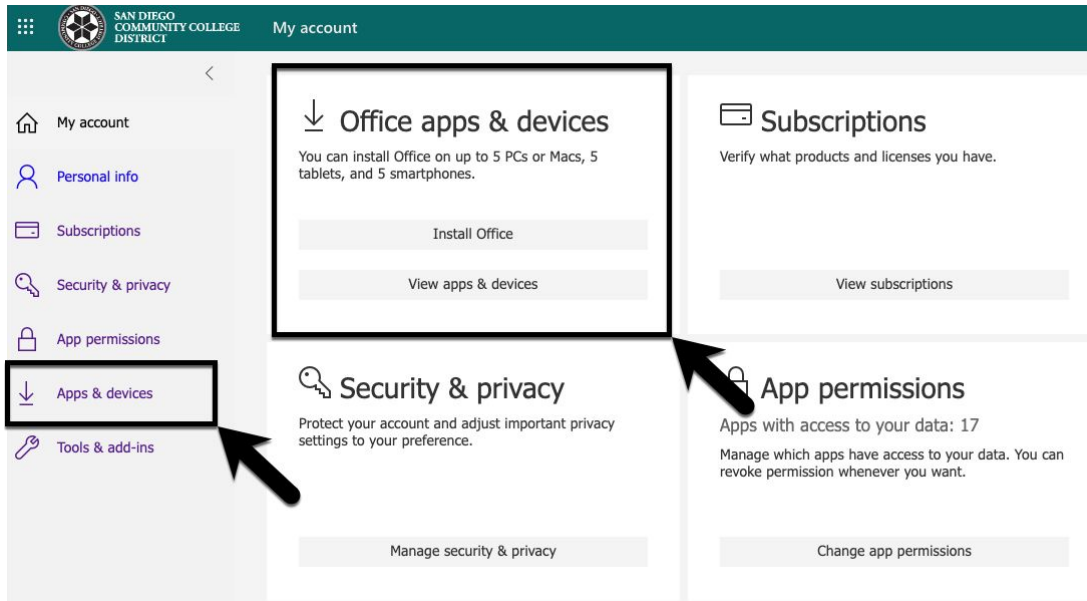 SAN DIEGO
COMMUNITY COLLEGE
DISTRICT
My account
My account
Personal info
Subscriptions
Security & privacy
App permissions
Apps & devices
Tools & add-ins
Office apps & devices
You can install Office on up to 5 PCs or Macs, 5
tablets, and 5 smartphones.
Install Office
View apps & devices
Subscriptions
Verify what products and licenses you have.
View subscriptions
Security & privacy
Protect your account and adjust important privacy
settings to your preference.
Manage security & privacy
App permissions
Apps with access to your data: 17
Manage which apps have access to your data. You can
revoke permission whenever you want.
Change app permissions